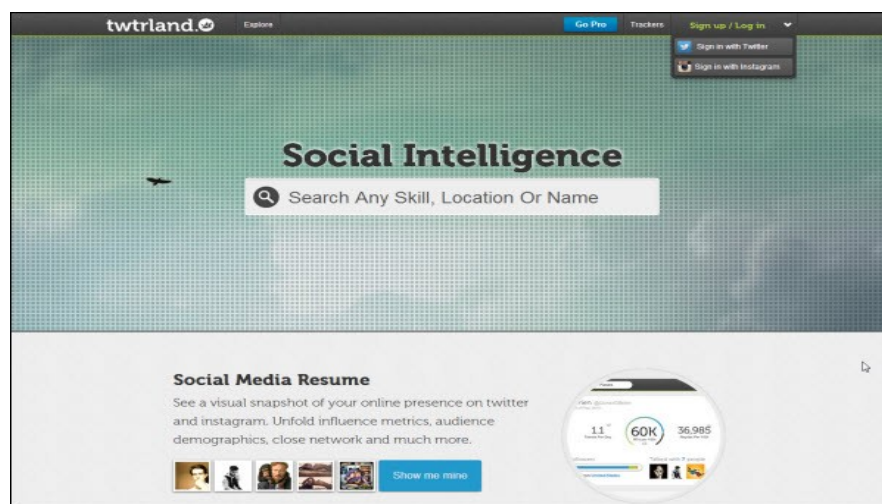 twtrland.
Explore
Go Pro
Trackers
Sign up / Log in
Sign in with Twitter
Sign in with Instagram
Social Intelligence
Search Any Skill, Location Or Name
Social Media Resume
See a visual snapshot of your online presence on twitter
and instagram. Unfold influence metrics, audience
demographics, close network and much more.
Show me mine
11
60K
36,985